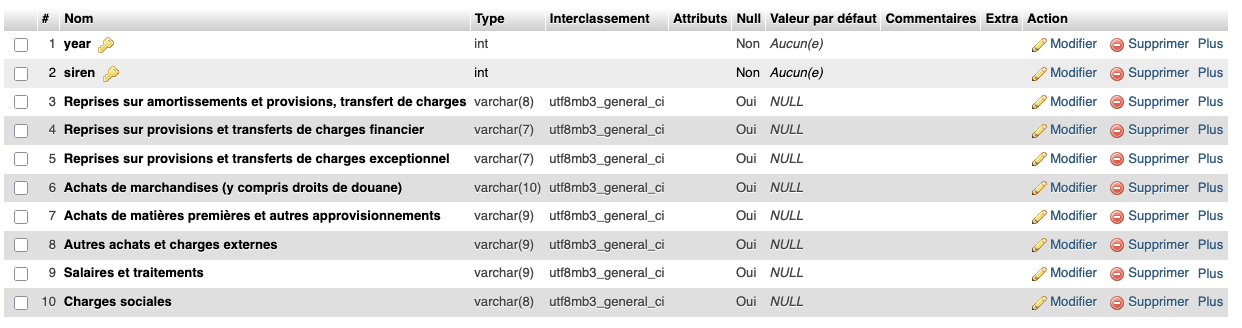 # Nom Type Interclassement Attributs Null Valeur par défaut Commentaires Extra Action
1 year int Non Aucun(e) Modifier Supprimer Plus
2 siren int Non Aucun(e) Modifier Supprimer Plus
3 Reprises sur amortissements et provisions, transfert de charges varchar(8) utf8mb3_general_ci Oui NULL Modifier Supprimer Plus
4 Reprises sur provisions et transferts de charges financier varchar(7) utf8mb3_general_ci Oui NULL Modifier Supprimer Plus
5 Reprises sur provisions et transferts de charges exceptionnel varchar(7) utf8mb3_general_ci Oui NULL Modifier Supprimer Plus
6 Achats de marchandises (y compris droits de douane) varchar(10) utf8mb3_general_ci Oui NULL Modifier Supprimer Plus
7 Achats de matières premières et autres approvisionnements varchar(9) utf8mb3_general_ci Oui NULL Modifier Supprimer Plus
8 Autres achats et charges externes varchar(9) utf8mb3_general_ci Oui NULL Modifier Supprimer Plus
9 Salaires et traitements varchar(9) utf8mb3_general_ci Oui NULL Modifier Supprimer Plus
10 Charges sociales varchar(8) utf8mb3_general_ci Oui NULL Modifier Supprimer Plus